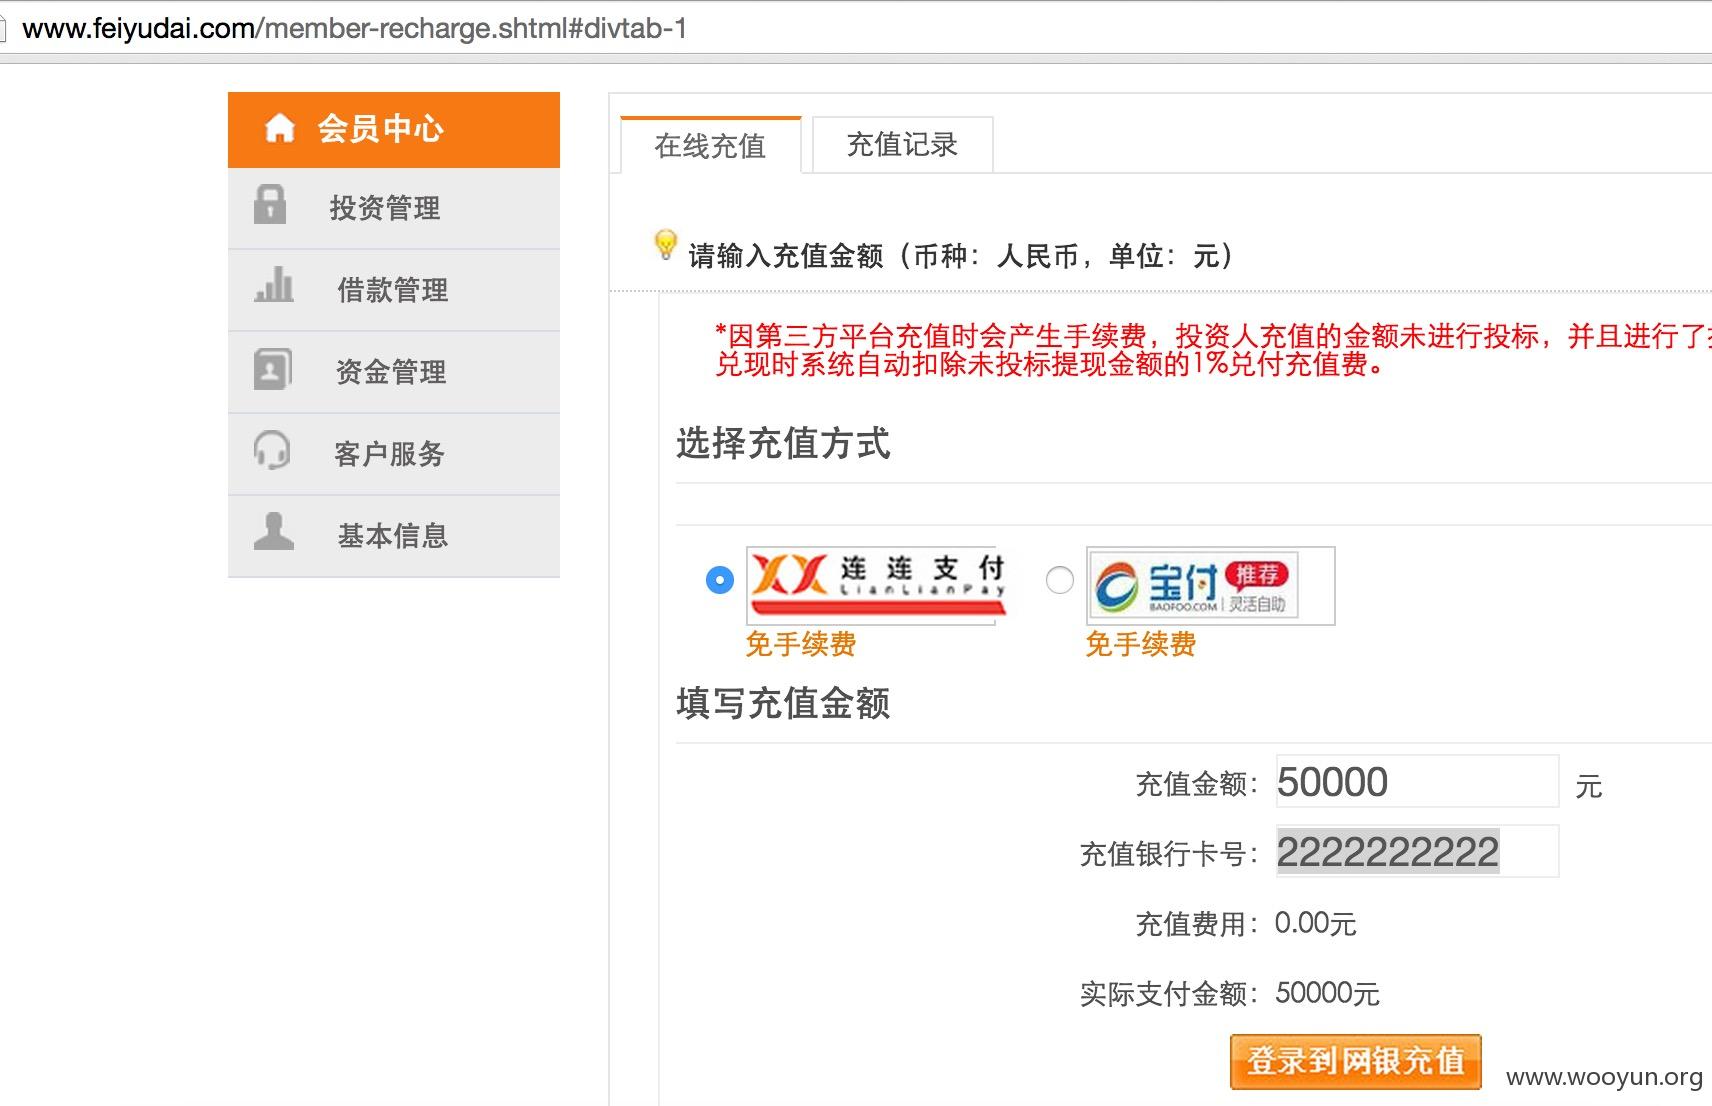 www.feiyudai.com/member-recharge.shtml#divtab-1
会员中心
投资管理
借款管理
资金管理
客户服务
基本信息
在线充值
充值记录
请输入充值金额（币种：人民币，单位：元）
*因第三方平台充值时会产生手续费，投资人充值的金额未进行投标，并且进行了
兑现时系统自动扣除未投标提现金额的1%兑付充值费。
选择充值方式
连连支付
LianLianPay
免手续费
宝付
推荐
BAOFOO.COM
灵活自助
免手续费
填写充值金额
充值金额：50000 元
充值银行卡号：2222222222
充值费用：0.00元
实际支付金额：50000元
登录到网银充值
www.wooyun.org